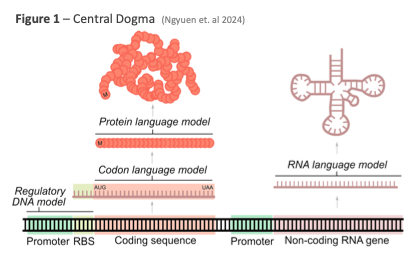 Figure 1 – Central Dogma (Ngyuen et. al 2024)
M
Protein language model
M
Codon language model
RNA language model
AUG UAA
Regulatory
DNA model
Promoter RBS Coding sequence Promoter Non-coding RNA gene